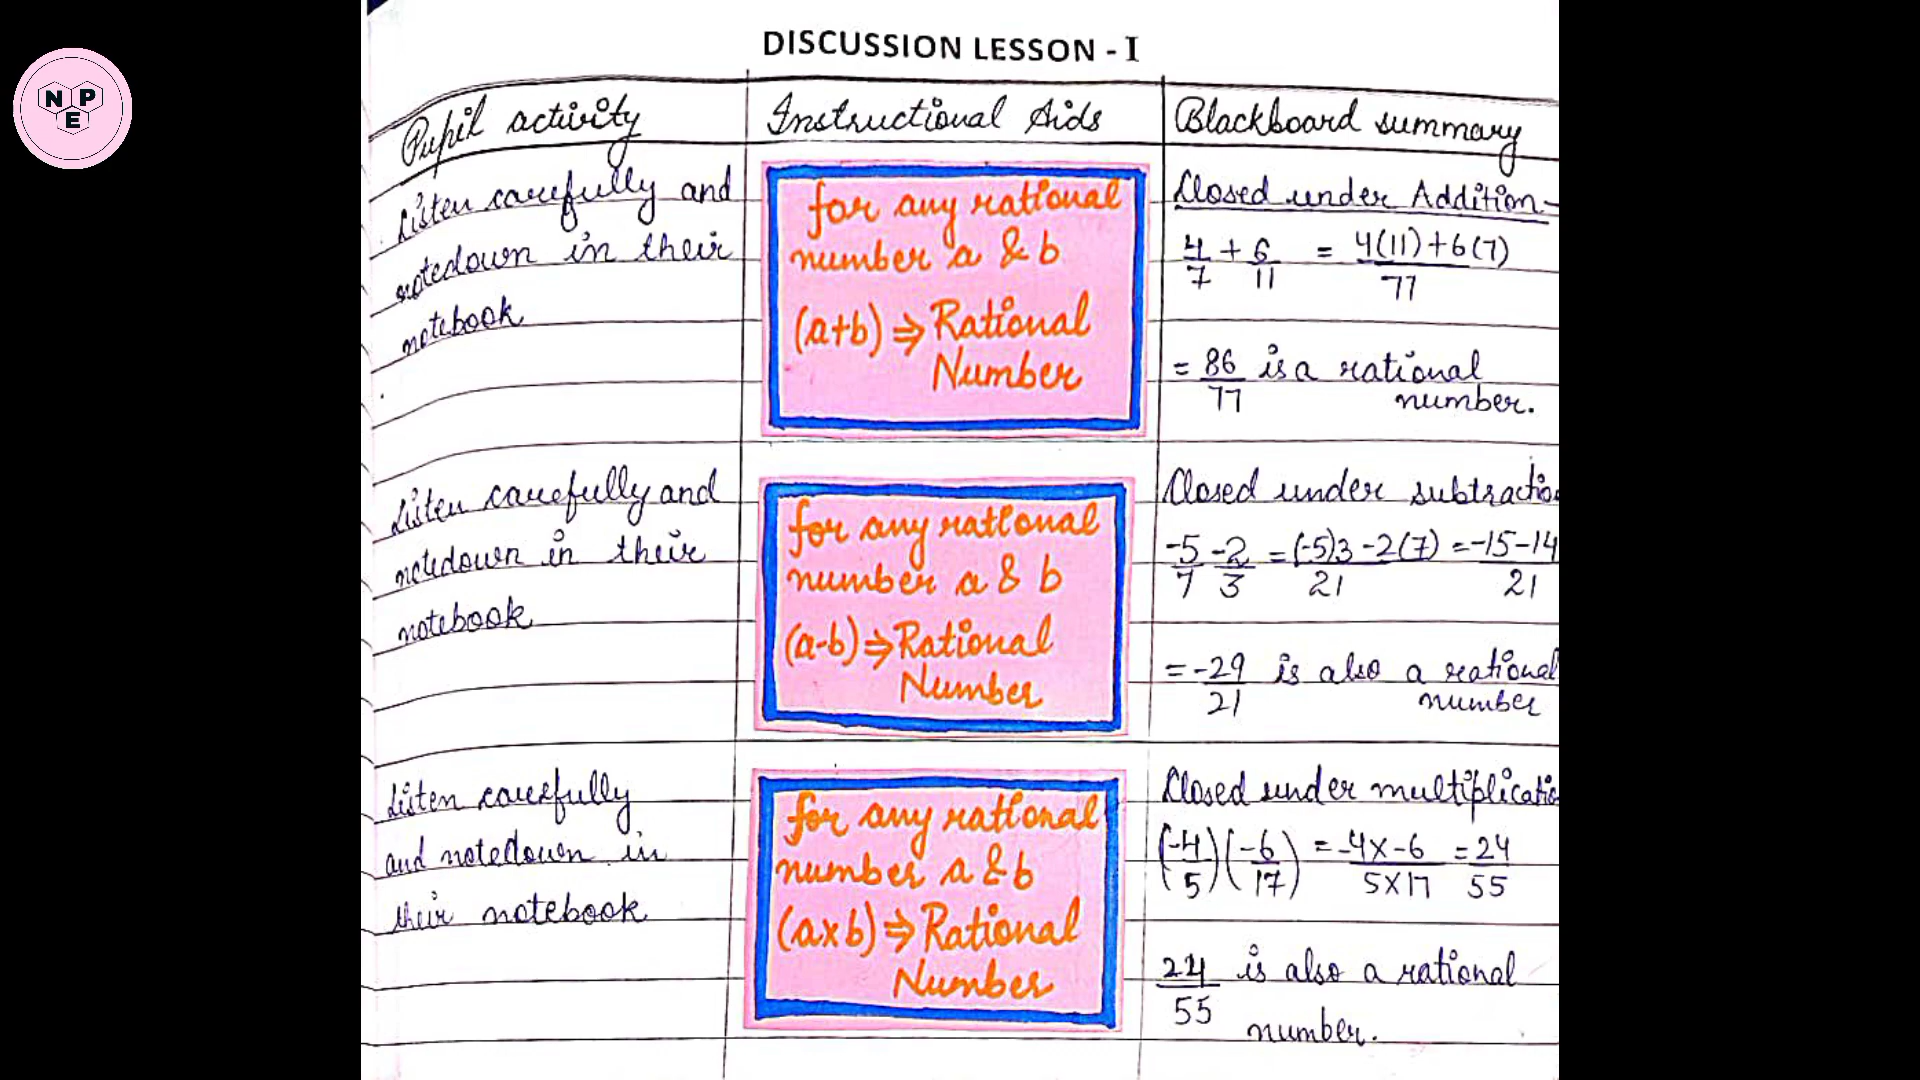 NPE
DISCUSSION LESSON - I
Pupil activity
Instructional Aids
Blackboard summary
Listen carefully and
notedown in their
notebook
for any rational
number a & b
(a+b) ⇒ Rational
Number
Closed under Addition-
4/7 + 6/11 = 4(11)+6(7)/77
= 86/77 is a rational
number.
Listen carefully and
notedown in their
notebook
for any rational
number a & b
(a-b) ⇒ Rational
Number
Closed under subtractio
-5/7 -2/3 = (-5)3-2(7)/21 = -15-14/21
= -29/21 is also a rational
number
Listen carefully
and notedown in
their notebook
for any rational
number a & b
(a×b) ⇒ Rational
Number
Closed under multiplicatio
(-4/5)(-6/17) = -4×-6/5×17 = 24/55
24/55 is also a rational
number.